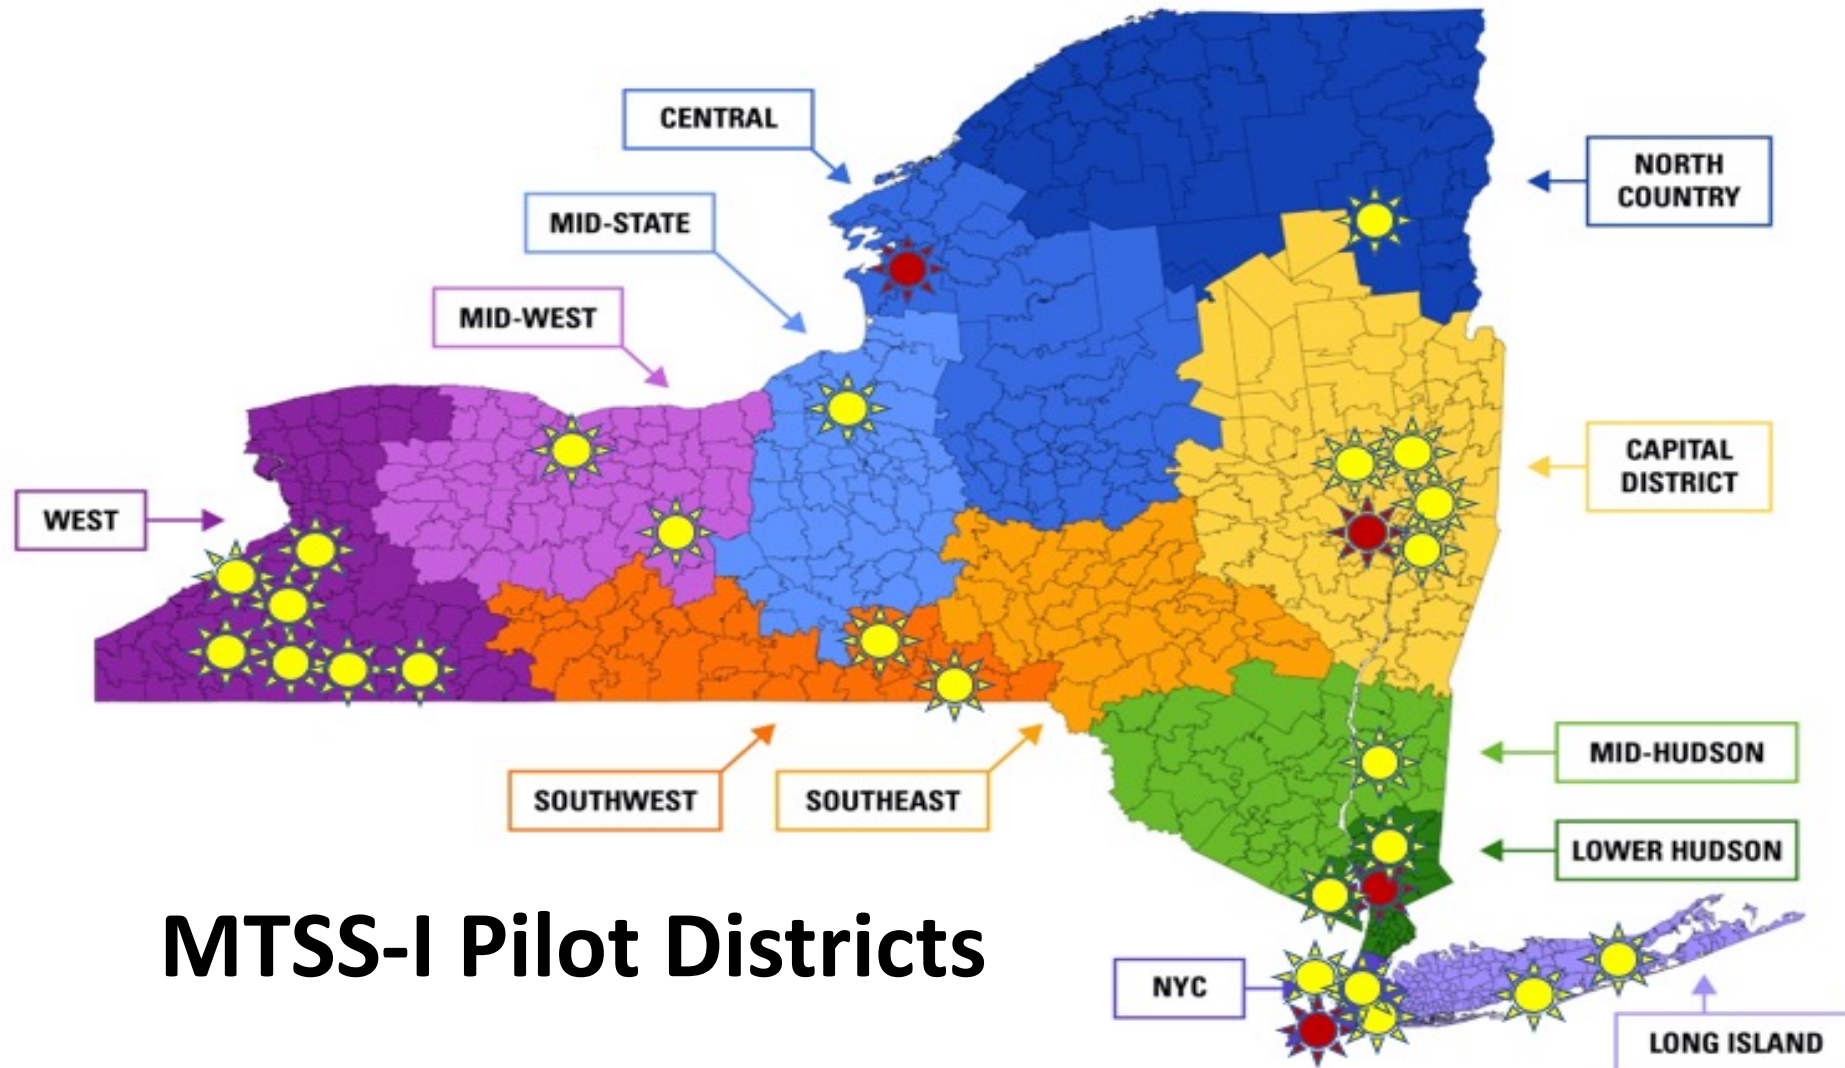 CENTRAL
NORTH
COUNTRY
MID-STATE
MID-WEST
CAPITAL
DISTRICT
WEST
MID-HUDSON
SOUTHWEST
SOUTHEAST
LOWER HUDSON
MTSS-I Pilot Districts
NYC
LONG ISLAND